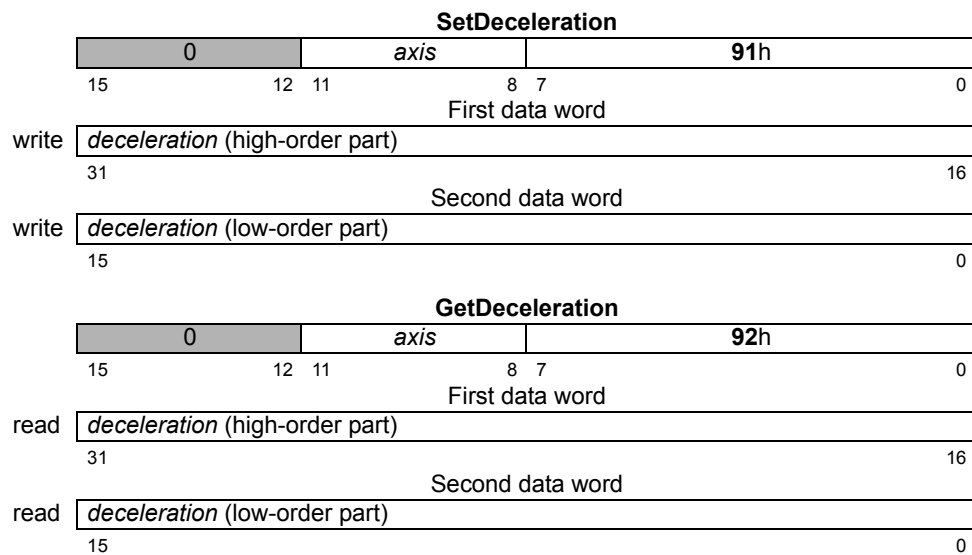 SetDeceleration
0 axis 91h
15 12 11 8 7 0
First data word
write deceleration (high-order part)
31 16
Second data word
write deceleration (low-order part)
15 0
GetDeceleration
0 axis 92h
15 12 11 8 7 0
First data word
read deceleration (high-order part)
31 16
Second data word
read deceleration (low-order part)
15 0